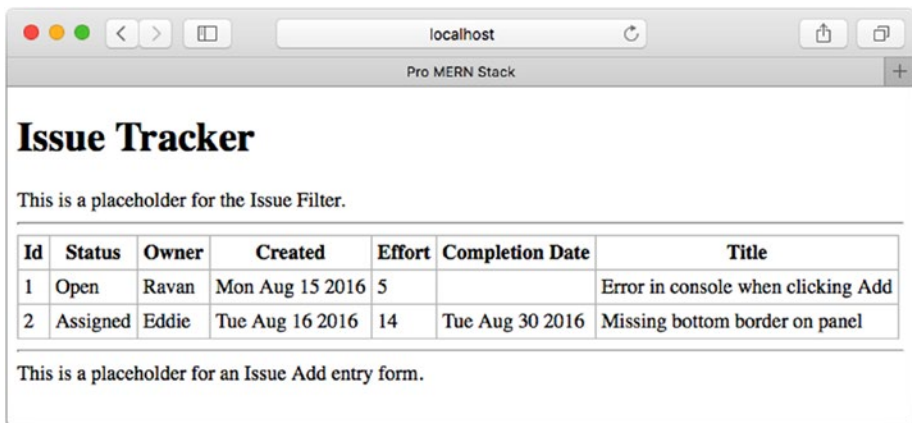 localhost
Pro MERN Stack
Issue Tracker
This is a placeholder for the Issue Filter.
Id Status Owner Created Effort Completion Date Title
1 Open Ravan Mon Aug 15 2016 5 Error in console when clicking Add
2 Assigned Eddie Tue Aug 16 2016 14 Tue Aug 30 2016 Missing bottom border on panel
This is a placeholder for an Issue Add entry form.